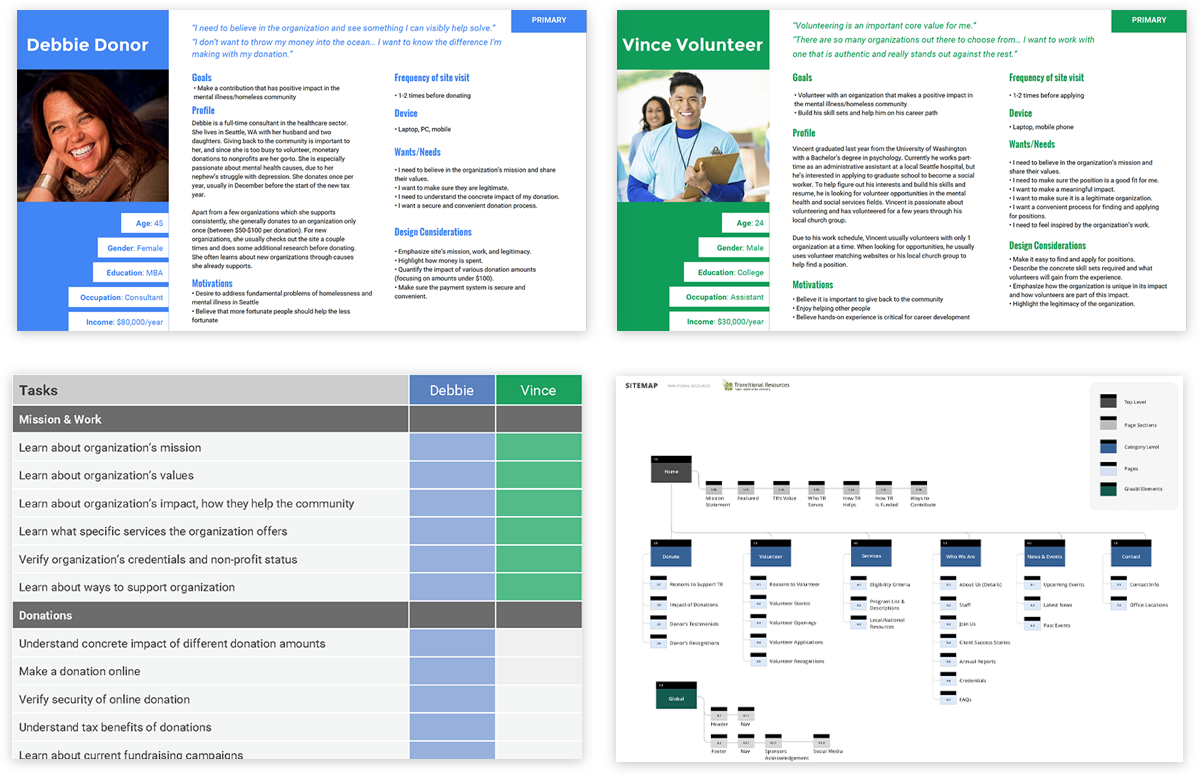 Debbie Donor
PRIMARY
“I need to believe in the organization and see something I can visibly help solve.”
“I don’t want to throw my money into the ocean... I want to know the difference I’m
making with my donation.”
Goals
• Make a contribution that has positive impact in the
mental illness/homeless community
Profile
Debbie is a full-time consultant in the healthcare sector.
She lives in Seattle, WA with her husband and two
daughters. Giving back to the community is important to
her, and since she is too busy to volunteer, monetary
donations to nonprofits are her go-to. She is especially
passionate about mental health causes, due to her
nephew’s struggle with depression. She donates once per
year, usually in December before the start of the new tax
year.
Apart from a few organizations which she supports
consistently, she generally donates to an organization only
once (between $50-$100 per donation). For new
organizations, she usually checks out the site a couple
times and does some additional research before donating.
She often learns about new organizations through causes
she already supports.
Motivations
• Desire to address fundamental problems of homelessness and
mental illness in Seattle
• Believe that more fortunate people should help the less
fortunate
Frequency of site visit
• 1-2 times before donating
Device
• Laptop, PC, mobile
Wants/Needs
• I need to believe in the organization’s mission and share
their values.
• I want to make sure they are legitimate.
• I need to understand the concrete impact of my donation.
• I want a secure and convenient donation process.
Design Considerations
• Emphasize site’s mission, work, and legitimacy.
• Highlight how money is spent.
• Quantify the impact of various donation amounts
(focusing on amounts under $100).
• Make sure the payment system is secure and
convenient.
Age: 45
Gender: Female
Education: MBA
Occupation: Consultant
Income: $80,000/year
Vince Volunteer
PRIMARY
“Volunteering is an important core value for me.”
“There are so many organizations out there to choose from... I want to work with
one that is authentic and really stands out against the rest.”
Goals
• Volunteer with an organization that makes a positive impact in
the mental illness/homeless community
• Build his skill sets and help him on his career path
Profile
Vincent graduated last year from the University of Washington
with a Bachelor’s degree in psychology. Currently he works part-
time as an administrative assistant at a local Seattle hospital, but
he’s interested in applying to graduate school to become a social
worker. To help figure out his interests and build his skills and
resume, he is looking for volunteer opportunities in the mental
health and social services fields. Vincent is passionate about
volunteering and has volunteered for a few years through his
local church group.
Due to his work schedule, Vincent usually volunteers with only 1
organization at a time. When looking for opportunities, he usually
uses volunteer matching websites or his local church group to
help find a position.
Motivations
• Believe it is important to give back to the community
• Enjoy helping other people
• Believe hands-on experience is critical for career development
Frequency of site visit
• 1-2 times before applying
Device
• Laptop, mobile phone
Wants/Needs
• I need to believe in the organization’s mission and
share their values.
• I need to make sure the position is a good fit for me.
• I want to make a meaningful impact.
• I want to make sure it is a legitimate organization.
• I want a convenient process for finding and applying
for positions.
• I need to feel inspired by the organization’s work.
Design Considerations
• Make it easy to find and apply for positions.
• Describe the concrete skill sets required and what
volunteers will gain from the experience.
• Emphasize how the organization is unique in its impact
and how volunteers are part of this impact.
• Highlight the legitimacy of the organization.
Age: 24
Gender: Male
Education: College
Occupation: Assistant
Income: $30,000/year
Tasks Debbie Vince
Mission & Work
Learn about organization’s mission
Learn about organization’s values
Learn about who organization serves, how they help the community
Learn what specific services the organization offers
Verify organization’s credentials and non-profit status
Learn about ways to support organization
Donations
Understand concrete impact of different donation amounts
Make a donation online
Verify security of online donation
Understand tax benefits of donations
fundraising campaigns
SITEMAP
TRANSITIONAL RESOURCES
Transitional Resources
Top Level
Page Sections
Category Level
Pages
Global Elements
Home
Mission
Statement
Featured
TR's Value
Who TR
Serves
How TR
Helps
How TR
is Funded
Ways to
Contribute
Donate
Reasons to Support TR
Impact of Donations
Donor's Testimonials
Donor's Recognitions
Volunteer
Reasons to Volunteer
Volunteer Stories
Volunteer Openings
Volunteer Applications
Volunteer Recognitions
Services
Eligibility Criteria
Program List &
Descriptions
Local/National
Resources
Who We Are
About Us (Details)
Staff
Join Us
Client Success Stories
Annual Reports
Credentials
FAQs
News & Events
Upcoming Events
Latest News
Past Events
Contact
Contact Info
Office Locations
Global
Header
Nav
Footer
Nav
Sponsors
Acknowledgement
Social Media